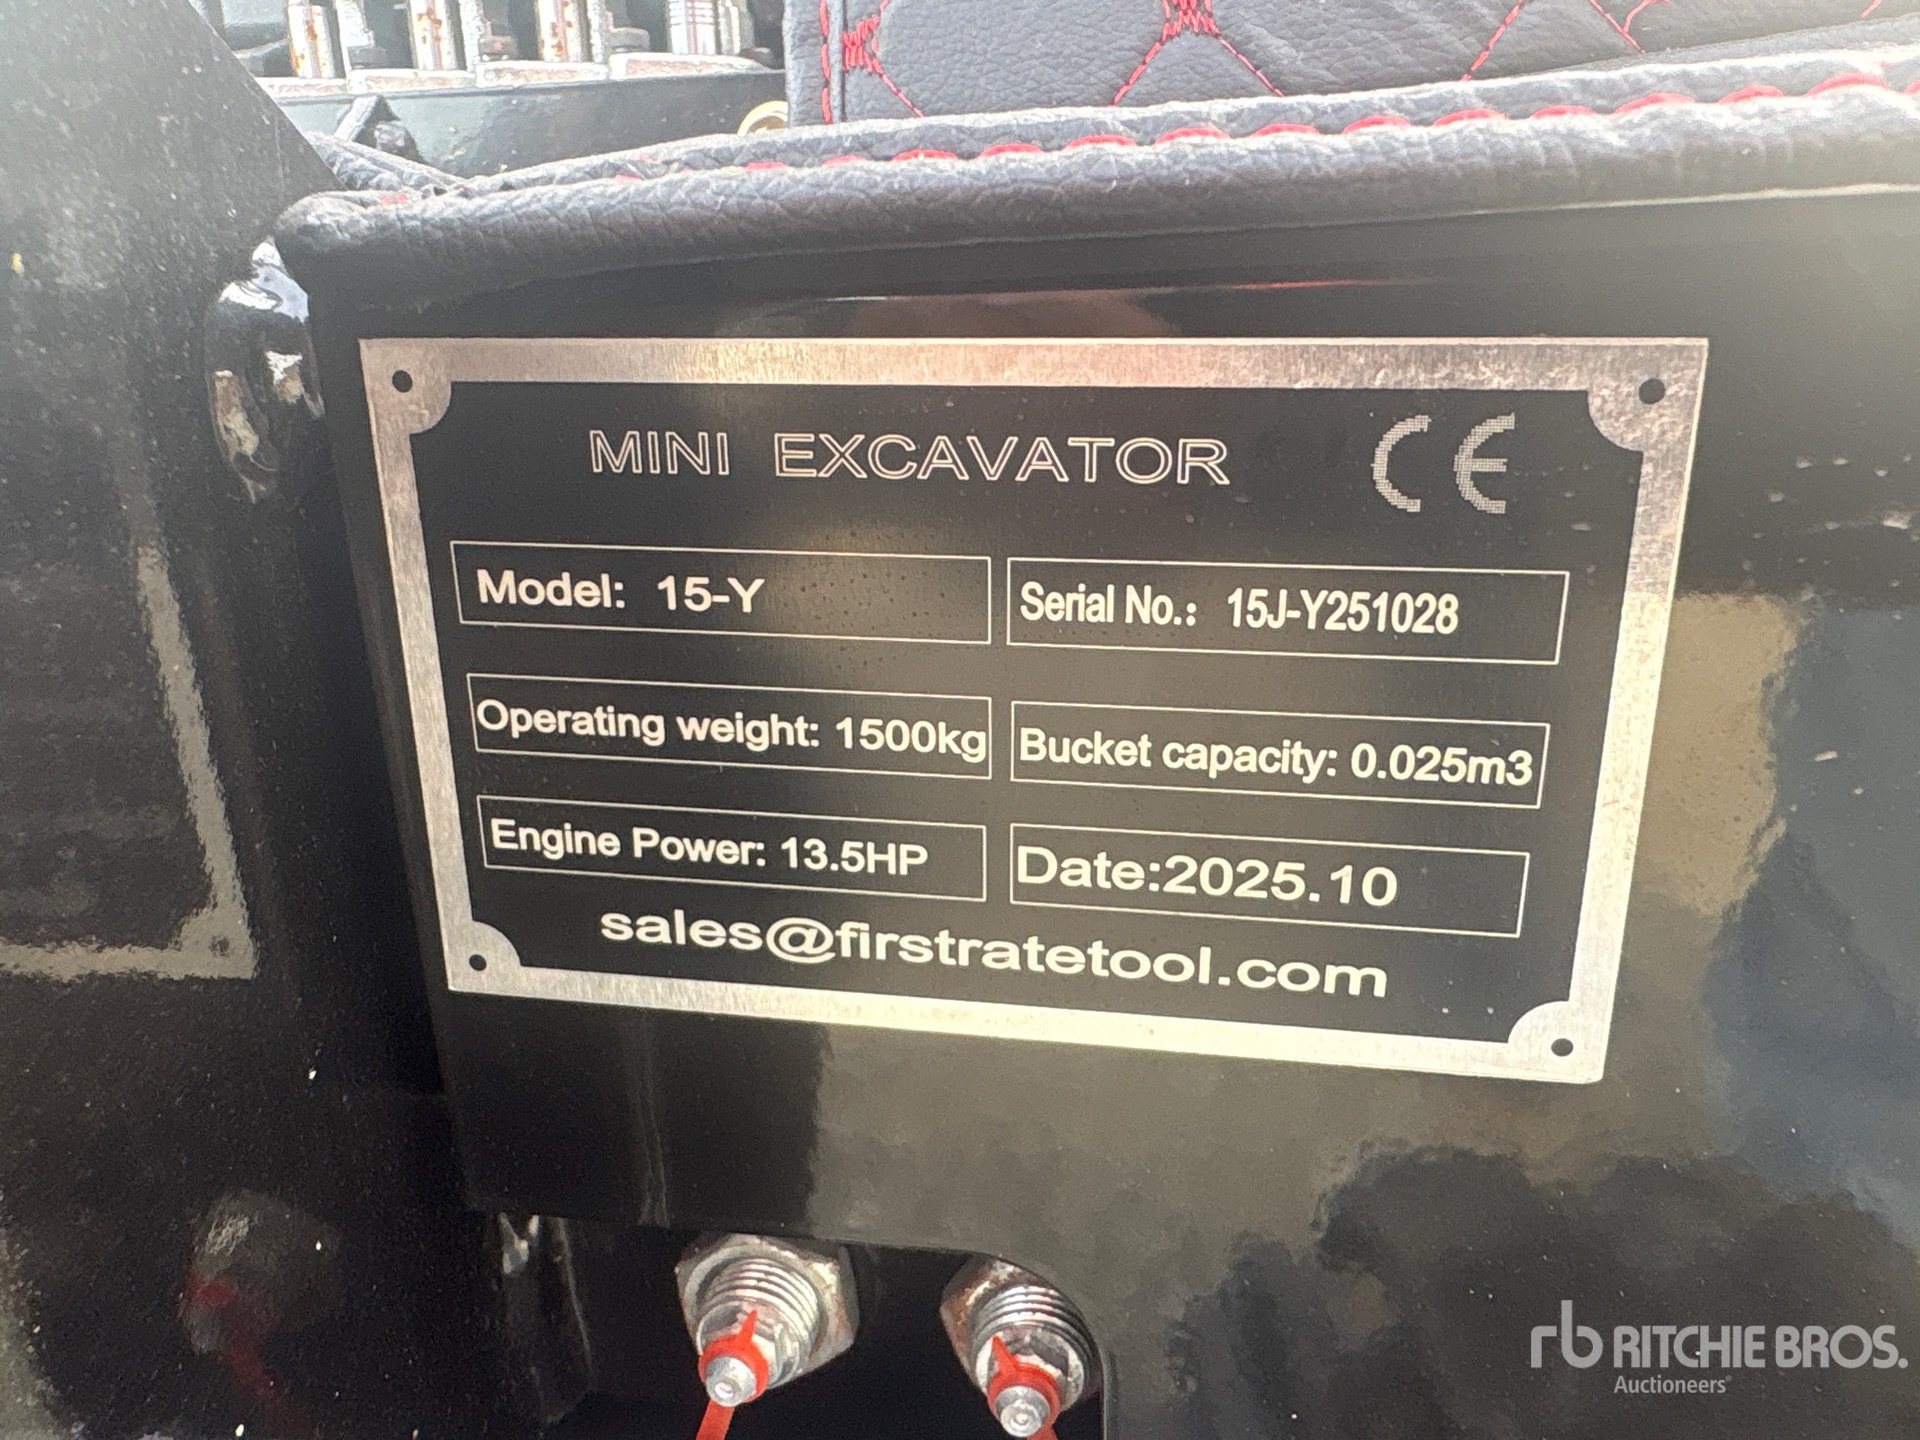 MINI EXCAVATOR CE
Model: 15-Y
Serial No.: 15J-Y251028
Operating weight: 1500kg
Bucket capacity: 0.025m3
Engine Power: 13.5HP
Date:2025.10
sales@firstratetool.com
rb RITCHIE BROS.
Auctioneers